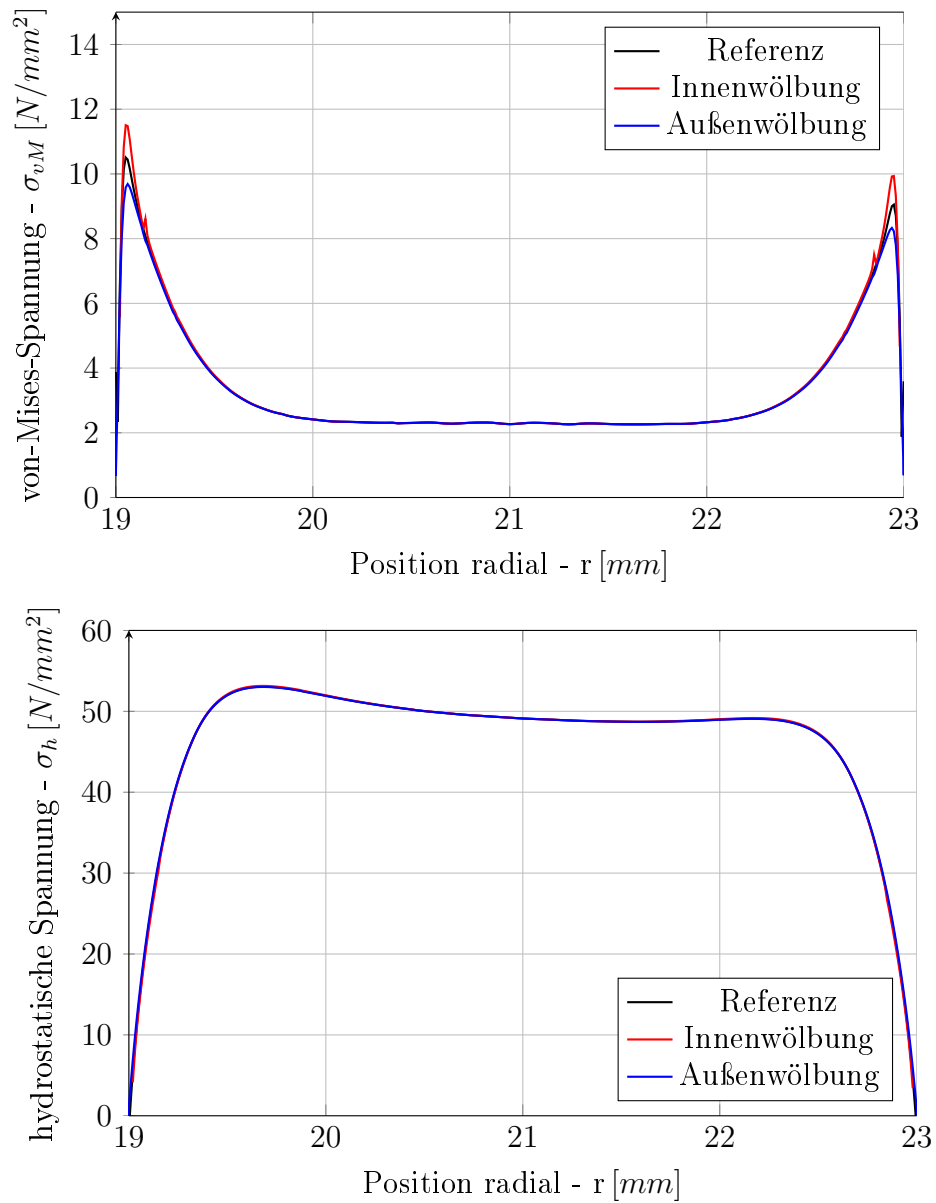 von-Mises-Spannung - σ_vM [N/mm²]
14
12
10
8
6
4
2
0
Referenz
Innenwölbung
Außenwölbung
19
20
21
22
23
Position radial - r [mm]
hydrostatische Spannung - σ_h [N/mm²]
60
50
40
30
20
10
0
Referenz
Innenwölbung
Außenwölbung
19
20
21
22
23
Position radial - r [mm]